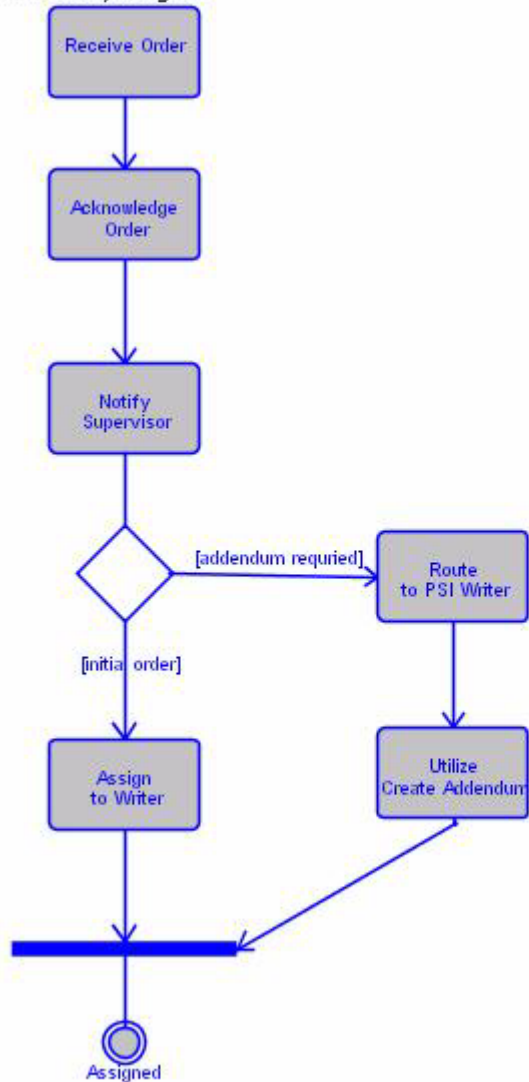 Receive Order
Acknowledge
Order
Notify
Supervisor
[addendum requried]
Route
to PSI Writer
[initial order]
Assign
to Writer
Utilize
Create Addendum
Assigned